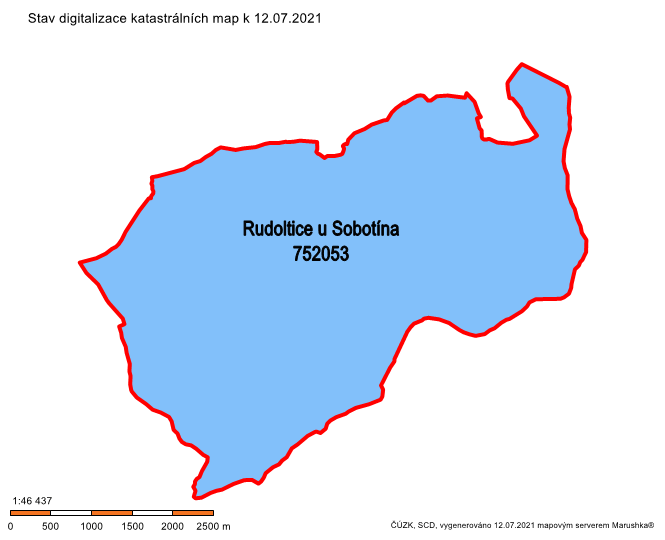 Stav digitalizace katastrálních map k 12.07.2021
Rudoltice u Sobotína
752053
1:46 437
0 500 1000 1500 2000 2500 m
ČÚZK, SCD, vygenerováno 12.07.2021 mapovým serverem Marushka®